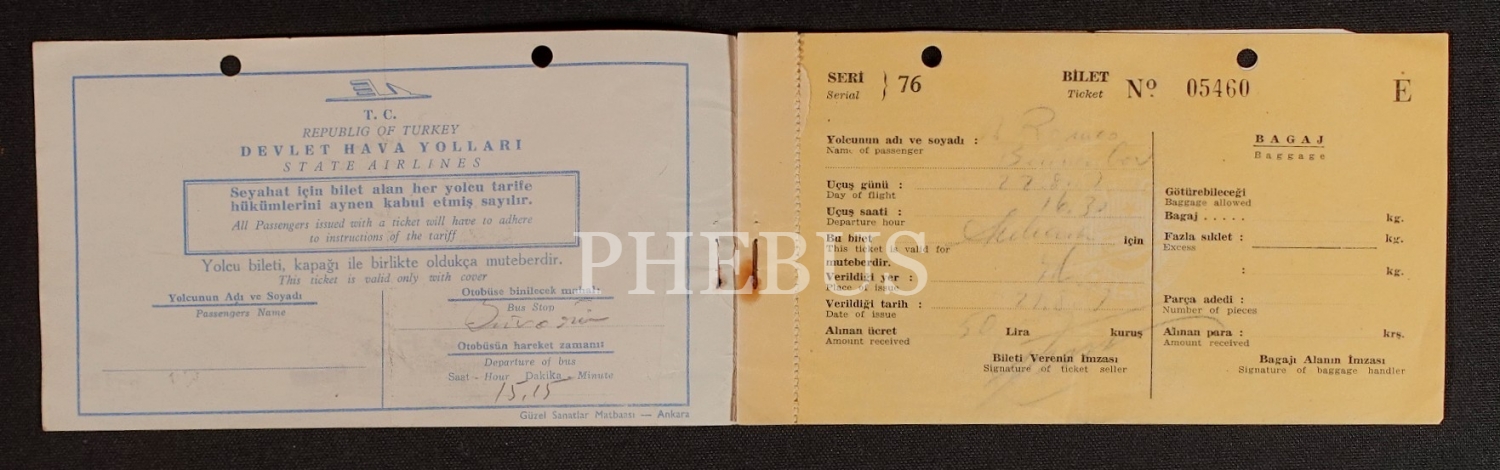 T. C.
REPUBLIG OF TURKEY
DEVLET HAVA YOLLARI
STATE AIRLINES
Seyahat için bilet alan her yolcu tarife
hükümlerini aynen kabul etmiş sayılır.
All Passengers issued with a ticket will have to adhere
to instructions of the tariff
Yolcu bileti, kapağı ile birlikte oldukça muteberdir.
This ticket is valid only with cover
Yolcunun Adı ve Soyadı
Passengers Name
Otobüse binilecek mahalli
Bus Stop
Otobüsün hareket zamanıı
Departure of bus
Saat - Hour Dakika - Minute
15,15
Güzel Sanatlar Matbaası — Ankara
SERİ } 76
Serial
BİLET Nº 05460
Ticket
E
Yolcunun adı ve soyadı :
Name of passenger
Uçuş günü :
Day of flight
Uçuş saati : 16.30
Departure hour
Bu bilet için
This ticket is valid for
muteberdir.
Verildiği yer :
Place of issue
Verildiği tarih :
Date of issue
Alınan ücret 50 Lira kuruş
Amount received
Bileti Verenin İmzası
Signature of ticket seller
BAGAJ
Baggage
Götürebileceği
Baggage allowed
Bagaj ..... kg.
Fazla sıklet : kg.
Excess
: kg.
Parça adedi :
Number of pieces
Alınan para : krş.
Amount received
Bagajı Alanın İmzası
Signature of baggage handler
PHEBUS